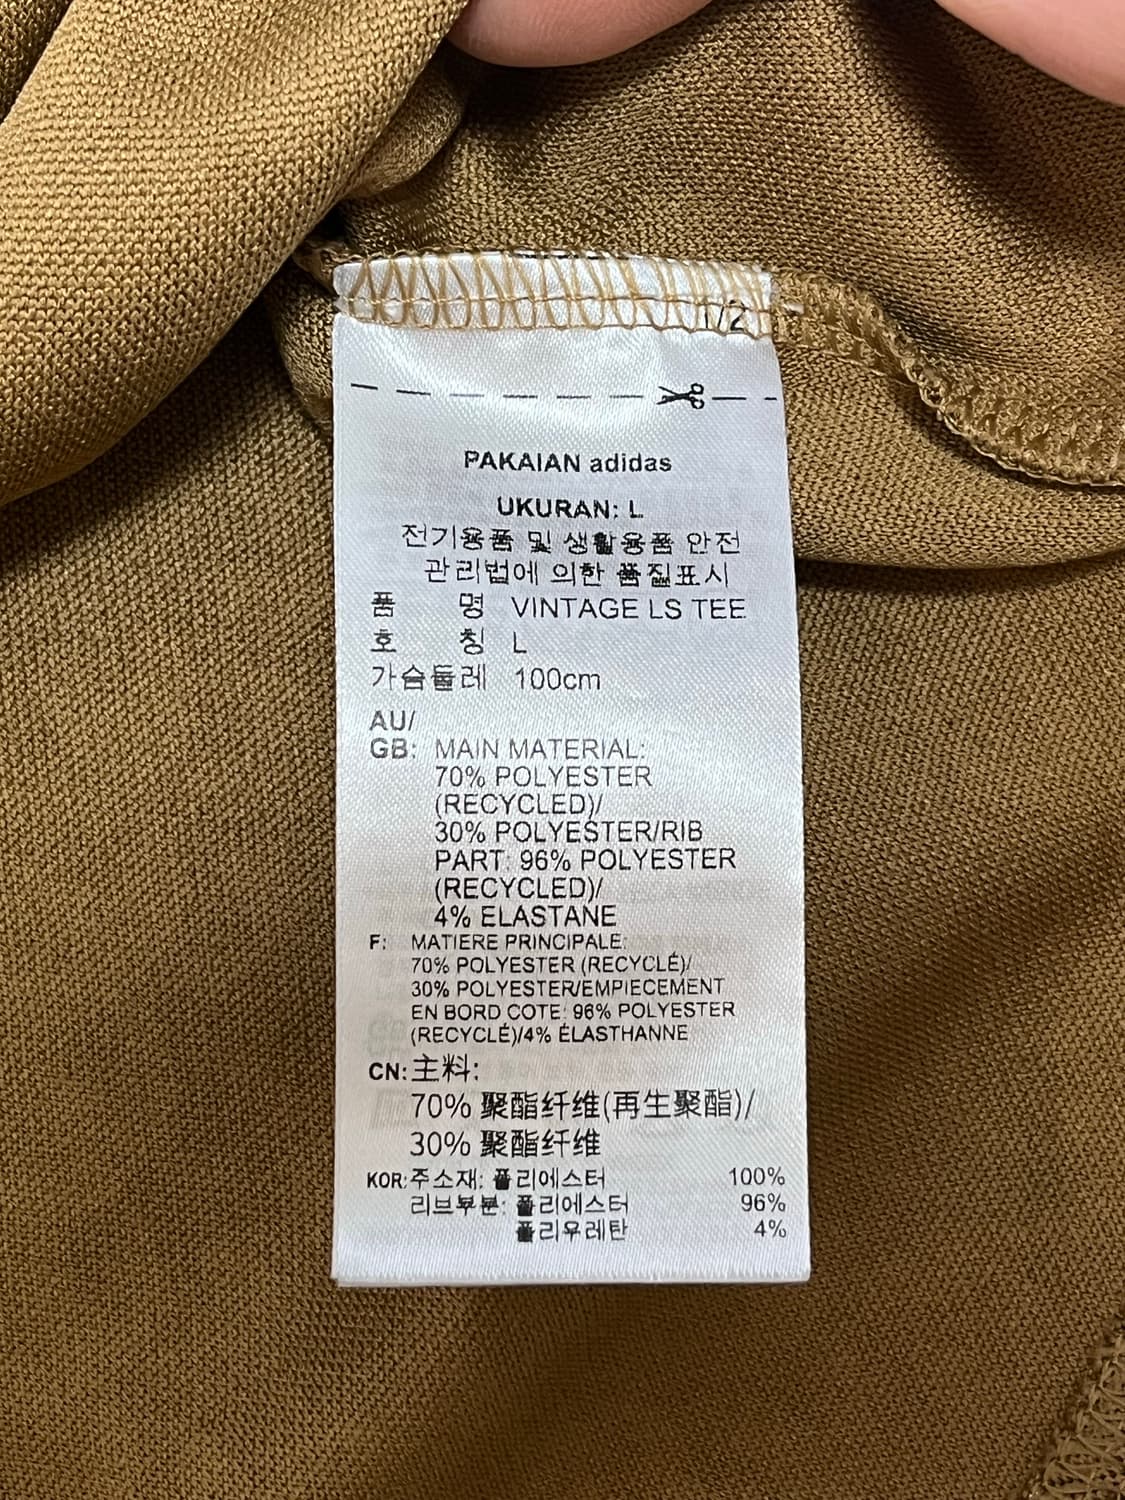 1/2
PAKAIAN adidas
UKURAN: L
전기용품 및 생활용품 안전
관리법에 의한 품질표시
품 명 VINTAGE LS TEE
호 칭 L
가슴둘레 100cm
AU/
GB: MAIN MATERIAL:
70% POLYESTER
(RECYCLED)/
30% POLYESTER/RIB
PART: 96% POLYESTER
(RECYCLED)/
4% ELASTANE
F: MATIERE PRINCIPALE:
70% POLYESTER (RECYCLÉ)/
30% POLYESTER/EMPIECEMENT
EN BORD COTE: 96% POLYESTER
(RECYCLÉ)/4% ÉLASTHANNE
CN: 主料:
70% 聚酯纤维(再生聚酯)/
30% 聚酯纤维
KOR: 주소재: 폴리에스터 100%
리브부분: 폴리에스터 96%
폴리우레탄 4%